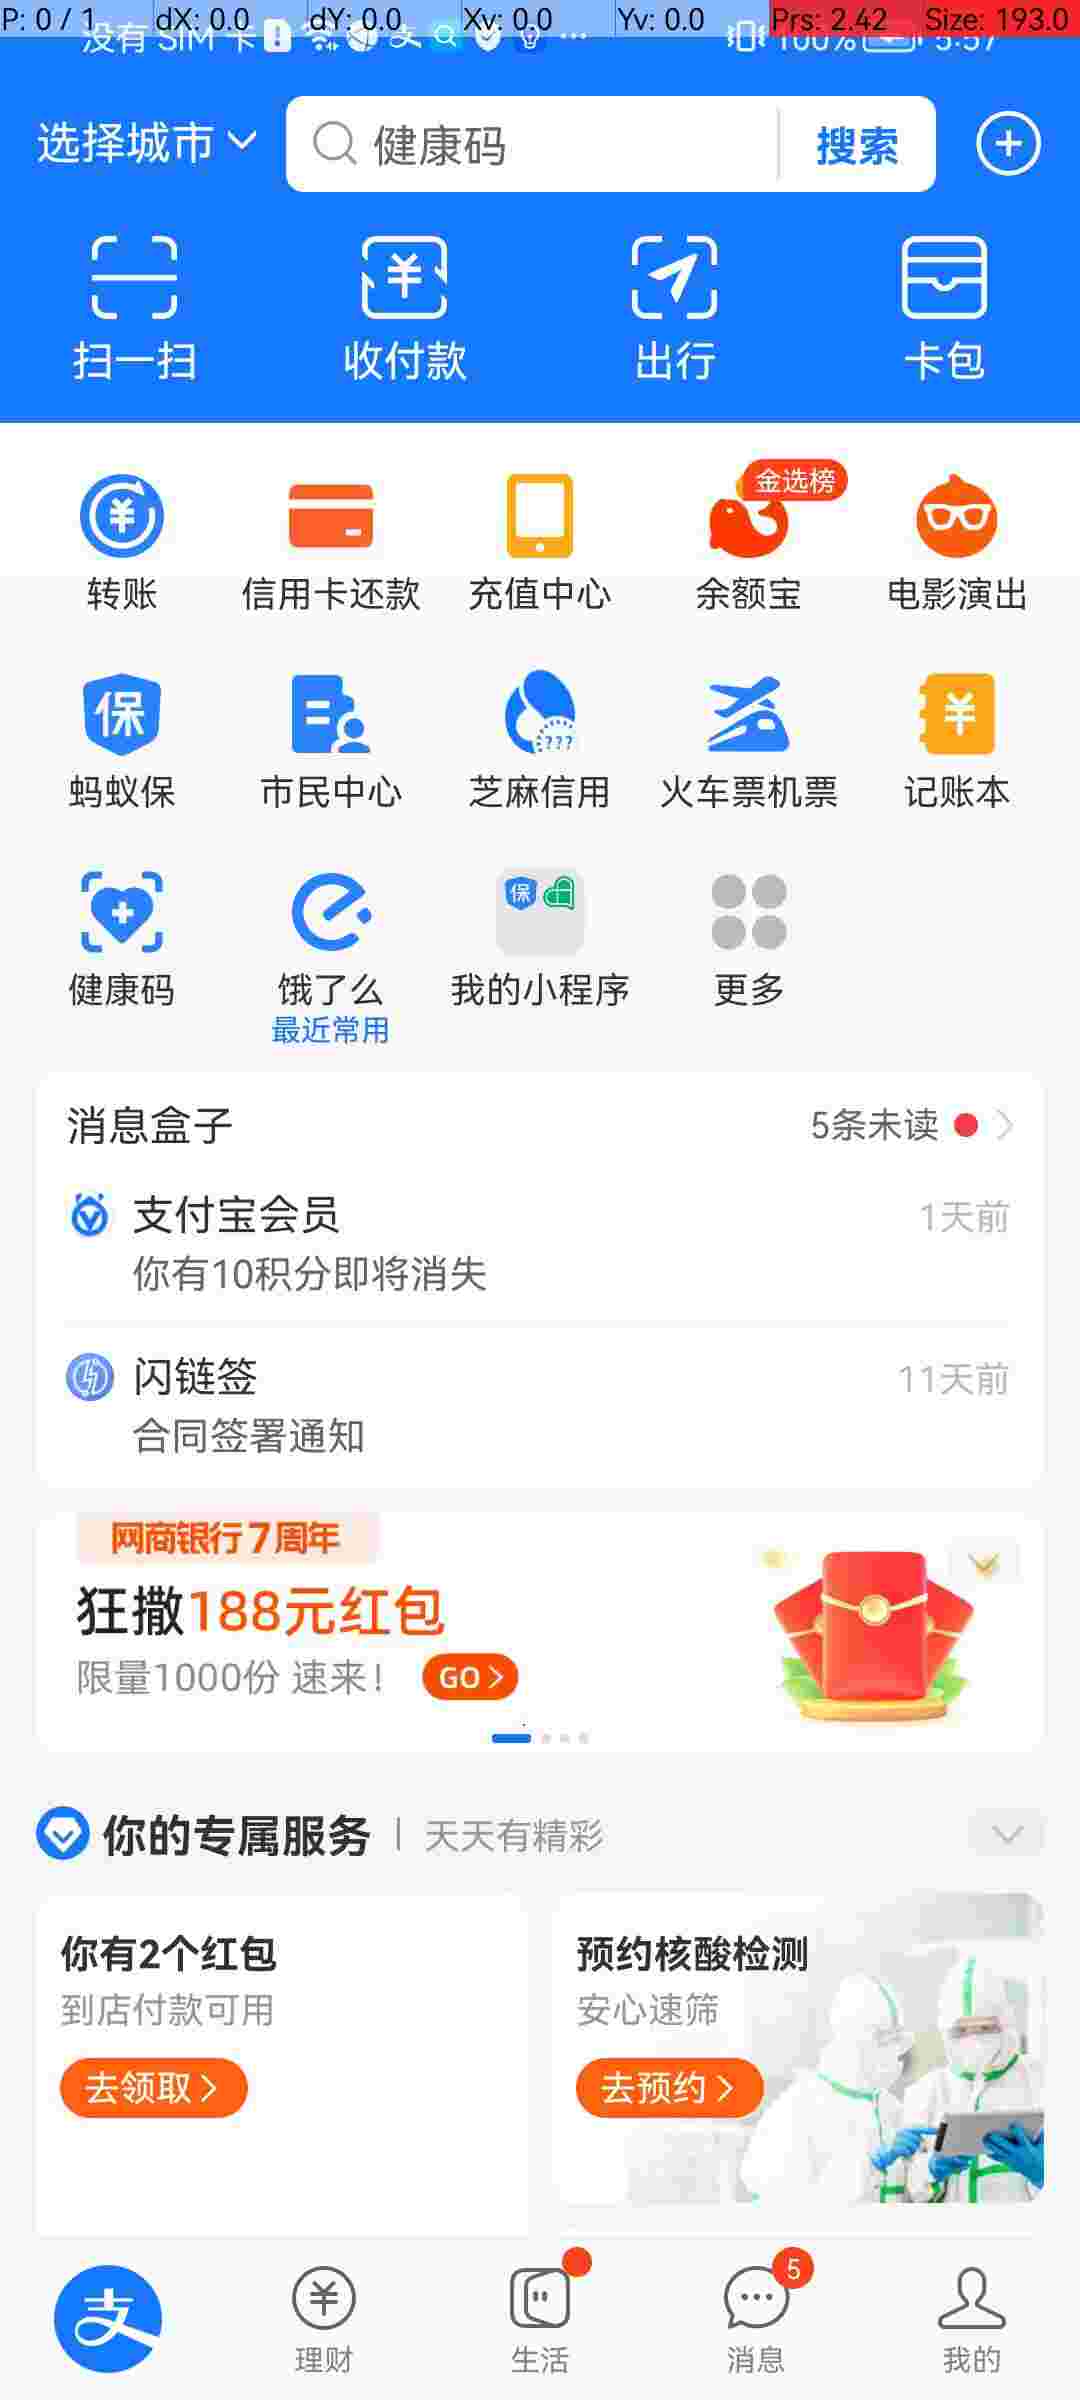 P: 0 / 1 dX: 0.0 dY: 0.0 Xv: 0.0 Yv: 0.0 Prs: 2.42 Size: 193.0
没有 SIM 卡 100% 5:57
选择城市 健康码 搜索
扫一扫 收付款 出行 卡包
金选榜
转账 信用卡还款 充值中心 余额宝 电影演出
保 ???
蚂蚁保 市民中心 芝麻信用 火车票机票 记账本
保
健康码 饿了么 我的小程序 更多
最近常用
消息盒子 5条未读
支付宝会员 1天前
你有10积分即将消失
闪链签 11天前
合同签署通知
网商银行7周年
狂撒188元红包
限量1000份 速来! GO
你的专属服务 天天有精彩
你有2个红包 预约核酸检测
到店付款可用 安心速筛
去领取 去预约
5
支 理财 生活 消息 我的